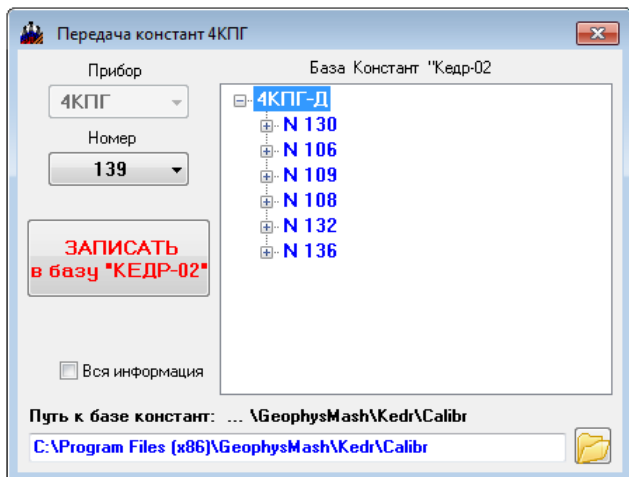 Передача констант 4КПГ
Прибор
4КПГ
Номер
139
ЗАПИСАТЬ
в базу "КЕДР-02"
Вся информация
База Констант "Кедр-02
4КПГ-Д
N 130
N 106
N 109
N 108
N 132
N 136
Путь к базе констант: ... \GeophysMash\Kedr\Calibr
C:\Program Files (x86)\GeophysMash\Kedr\Calibr